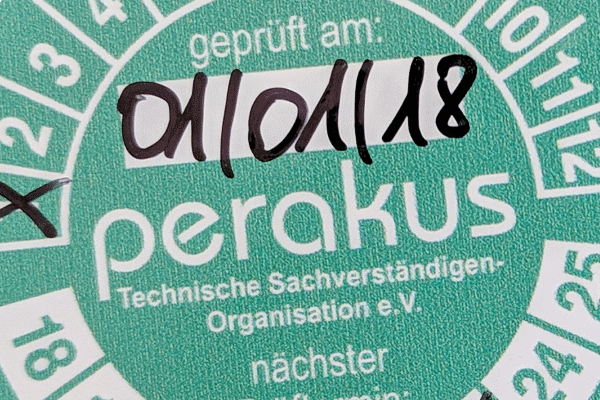 geprüft am:
01/01/18
perakus
Technische Sachverständigen-
Organisation e.V.
nächster
2
3
4
10
11
12
18
24
25